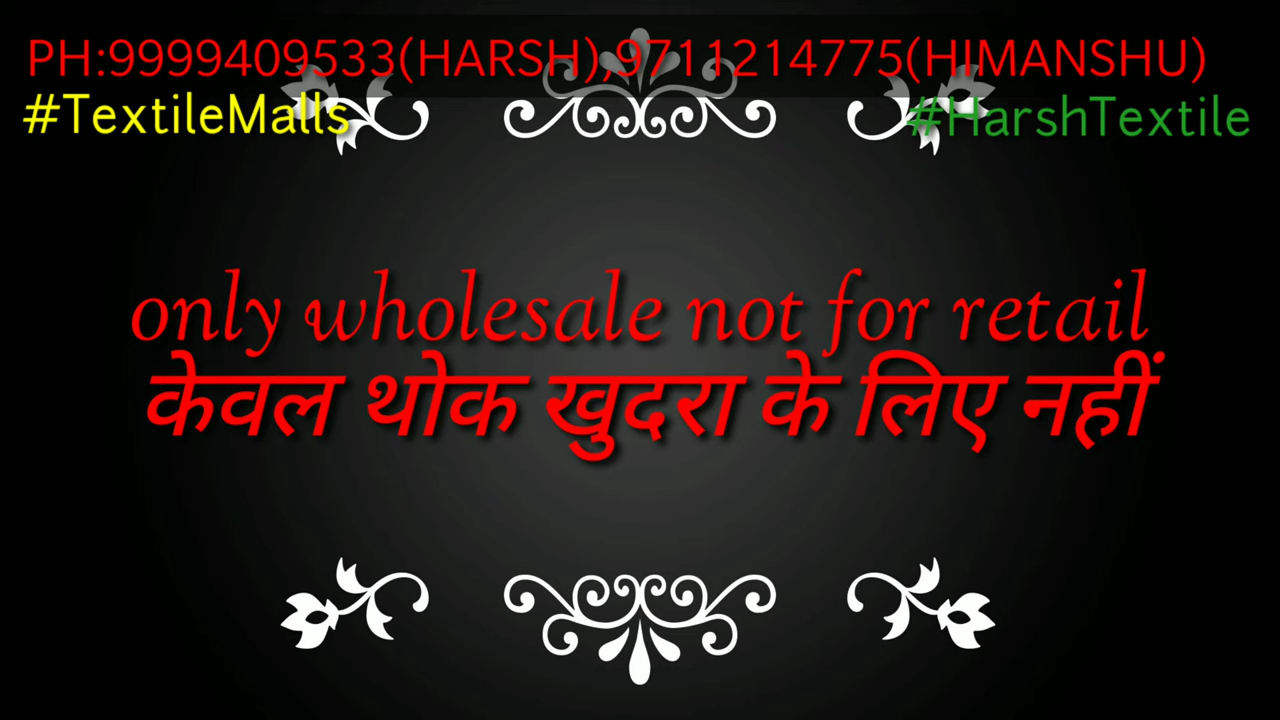 PH:9999409533(HARSH),9711214775(HIMANSHU)
#TextileMalls #HarshTextile
only wholesale not for retail
केवल थोक खुदरा के लिए नहीं